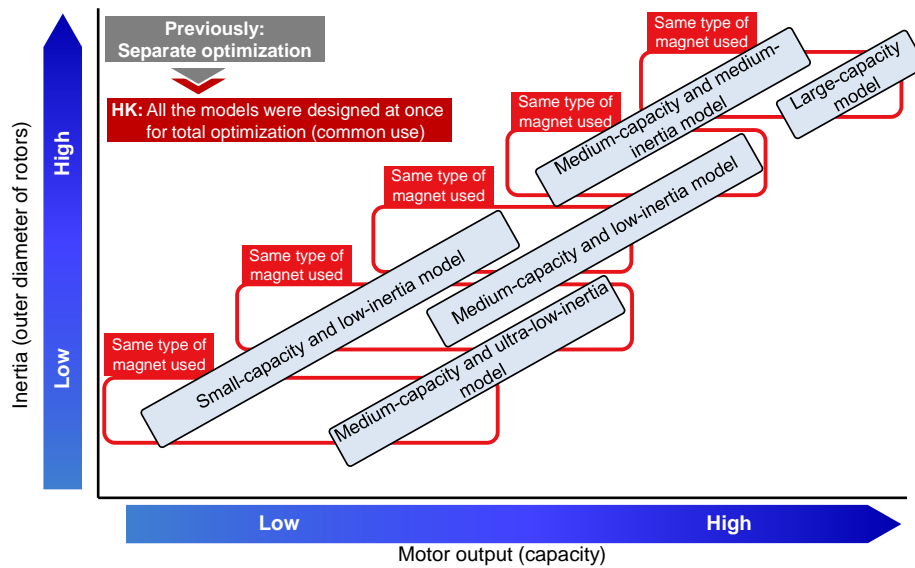 Previously:
Separate optimization
HK: All the models were designed at once
for total optimization (common use)
Same type of
magnet used
Same type of
magnet used
Same type of
magnet used
Same type of
magnet used
Same type of
magnet used
Large-capacity
model
Medium-capacity and medium-
inertia model
Medium-capacity and low-inertia model
Small-capacity and low-inertia model
Medium-capacity and ultra-low-inertia
model
High
Low
Inertia (outer diameter of rotors)
Low
High
Motor output (capacity)